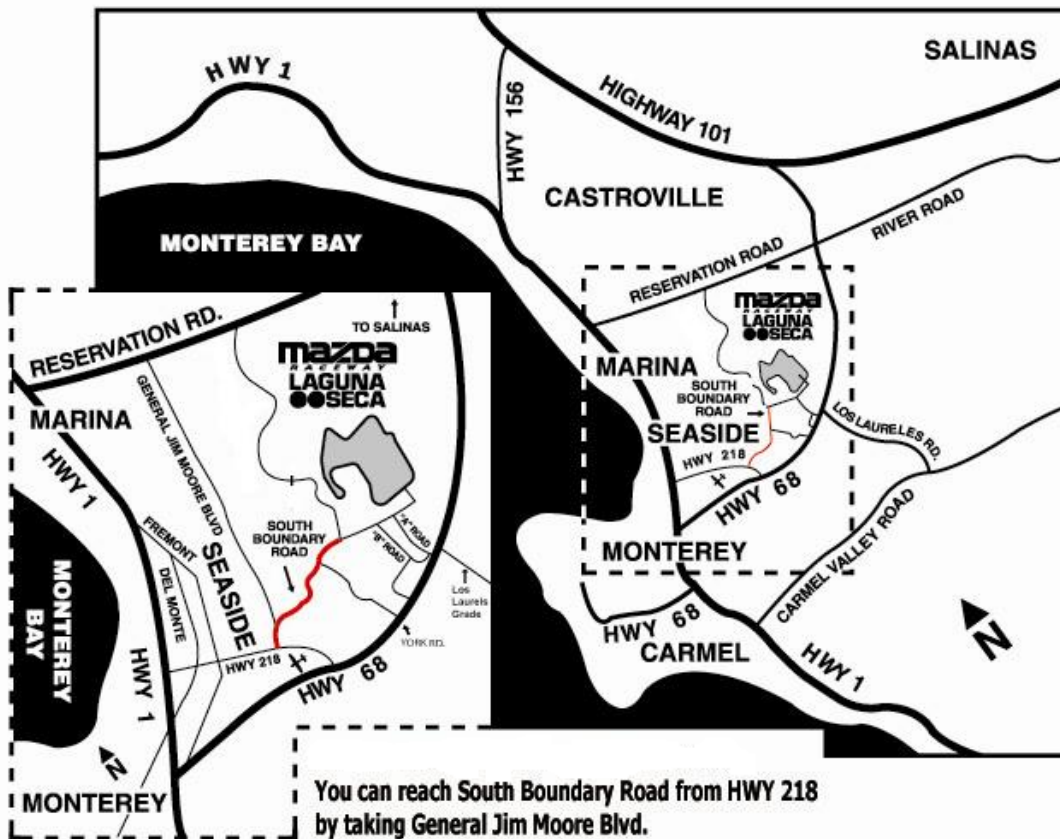 HWY 1
SALINAS
HWY 156
HIGHWAY 101
CASTROVILLE
RIVER ROAD
MONTEREY BAY
RESERVATION ROAD
mazda
RACEWAY
LAGUNA
SECA
MARINA
SOUTH
BOUNDARY
ROAD
LOS LAURELES RD.
SEASIDE
HWY 218
HWY 68
MONTEREY
CARMEL VALLEY ROAD
HWY 68
CARMEL
HWY 1
N
TO SALINAS
RESERVATION RD.
mazda
RACEWAY
LAGUNA
SECA
MARINA
GENERAL JIM MOORE BLVD
HWY 1
SOUTH
BOUNDARY
ROAD
"A" ROAD
"B" ROAD
FREMONT
SEASIDE
DEL MONTE
MONTEREY
BAY
Los
Laurels
Grade
YORK RD.
HWY 218
HWY 68
HWY 1
N
MONTEREY
You can reach South Boundary Road from HWY 218
by taking General Jim Moore Blvd.